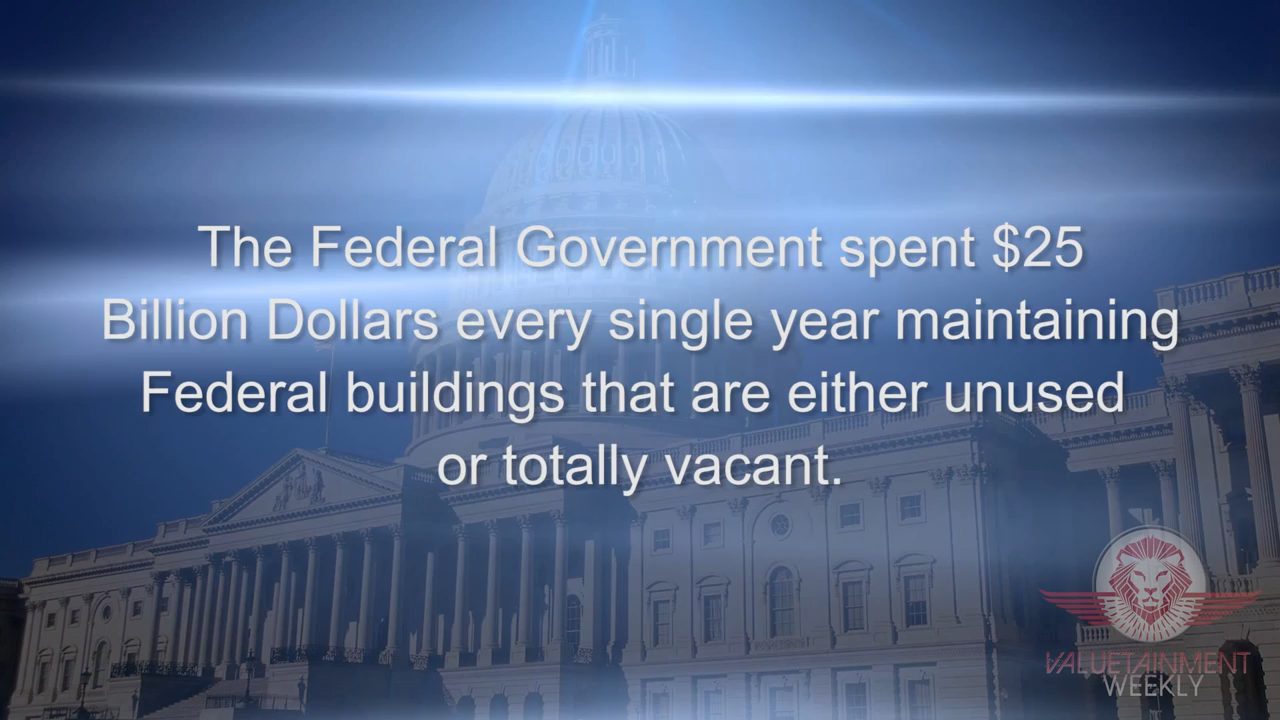 The Federal Government spent $25
Billion Dollars every single year maintaining
Federal buildings that are either unused
or totally vacant.
VALUETAINMENT
WEEKLY